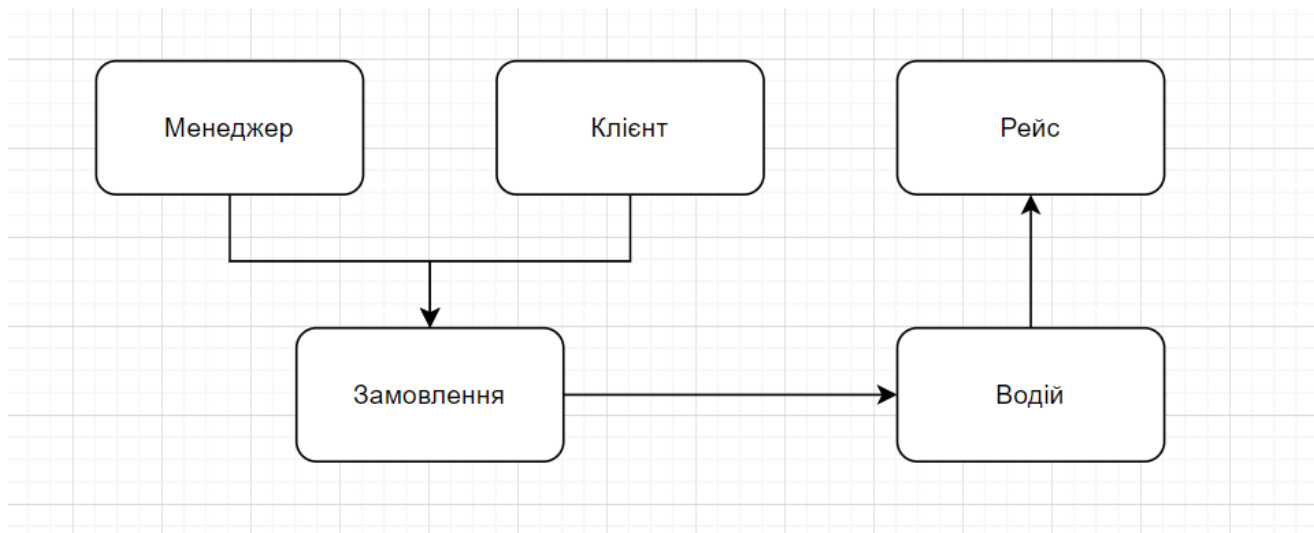 Менеджер
Клієнт
Рейс
Замовлення
Водій